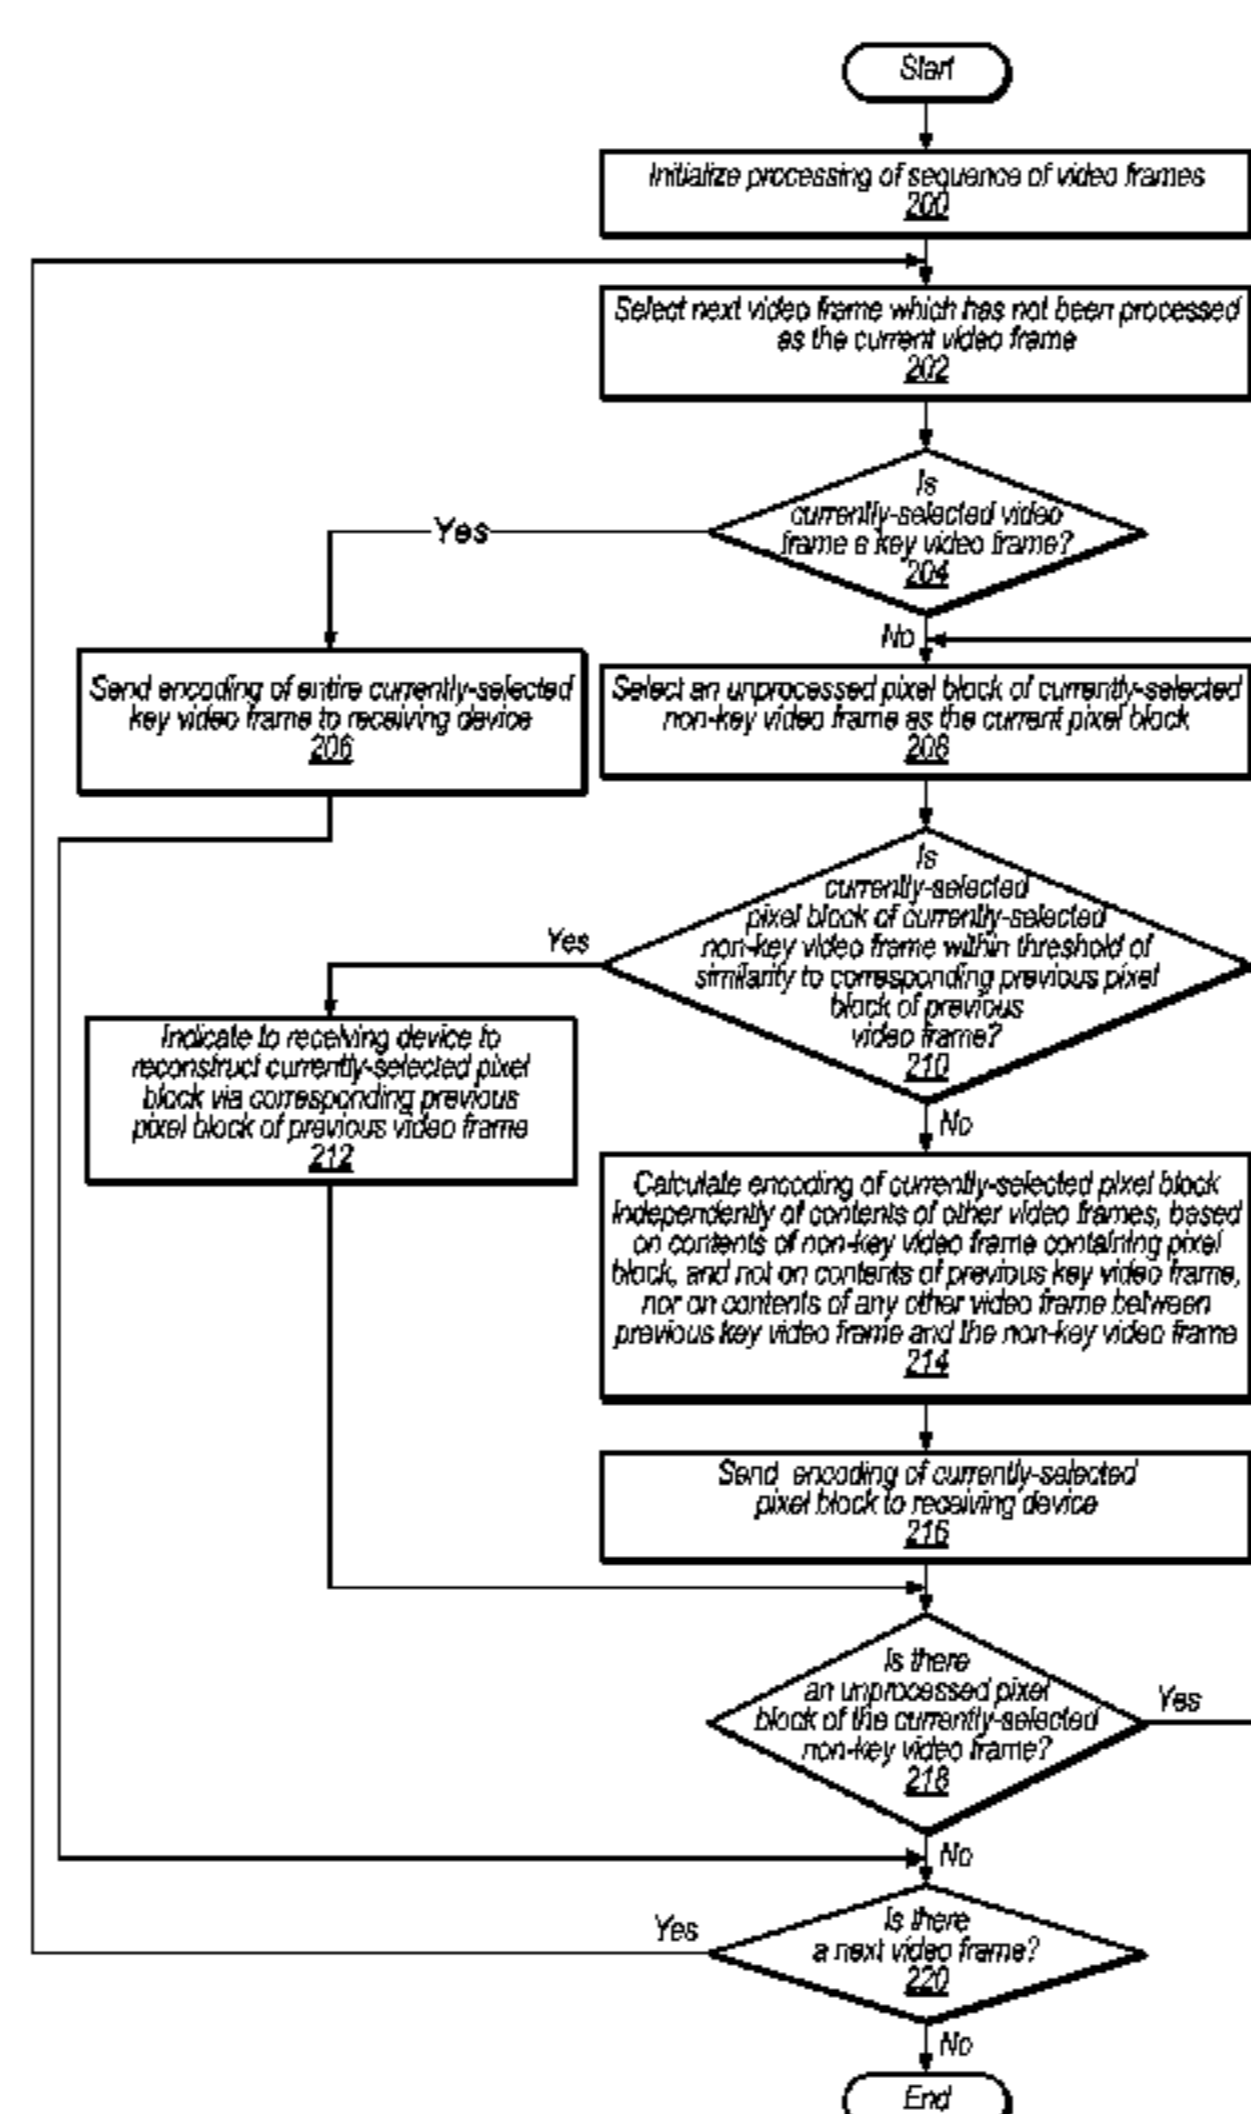 Start
Initialize processing of sequence of video frames
200
Select next video frame which has not been processed
as the current video frame
202
Is
currently-selected video
frame a key video frame?
204
Yes
No
Send encoding of entire currently-selected
key video frame to receiving device
206
Select an unprocessed pixel block of currently-selected
non-key video frame as the current pixel block
208
Is
currently-selected
pixel block of currently-selected
non-key video frame within threshold of
similarity to corresponding previous pixel
block of previous
video frame?
210
Yes
No
Indicate to receiving device to
reconstruct currently-selected pixel
block via corresponding previous
pixel block of previous video frame
212
Calculate encoding of currently-selected pixel block
independently of contents of other video frames, based
on contents of non-key video frame containing pixel
block, and not on contents of previous key video frame,
nor on contents of any other video frame between
previous key video frame and the non-key video frame
214
Send encoding of currently-selected
pixel block to receiving device
216
Is there
an unprocessed pixel
block of the currently-selected
non-key video frame?
218
Yes
No
Is there
a next video frame?
220
Yes
No
End